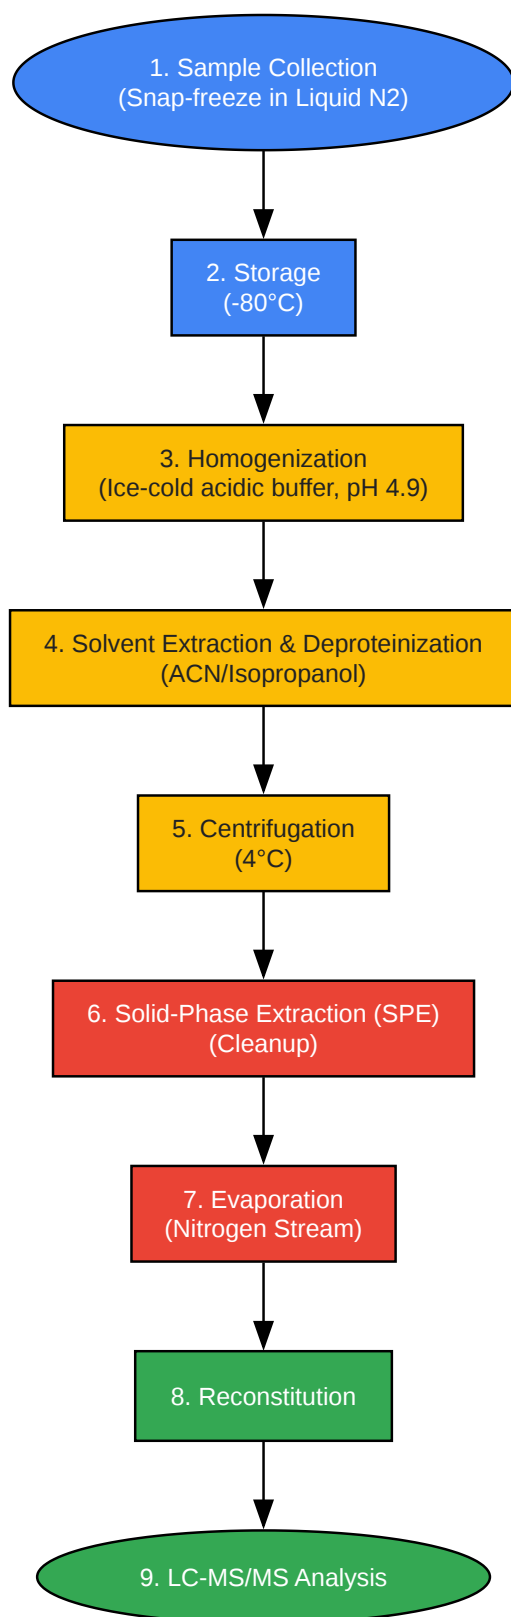 1. Sample Collection
(Snap-freeze in Liquid N2)
2. Storage
(-80°C)
3. Homogenization
(Ice-cold acidic buffer, pH 4.9)
4. Solvent Extraction & Deproteinization
(ACN/Isopropanol)
5. Centrifugation
(4°C)
6. Solid-Phase Extraction (SPE)
(Cleanup)
7. Evaporation
(Nitrogen Stream)
8. Reconstitution
9. LC-MS/MS Analysis